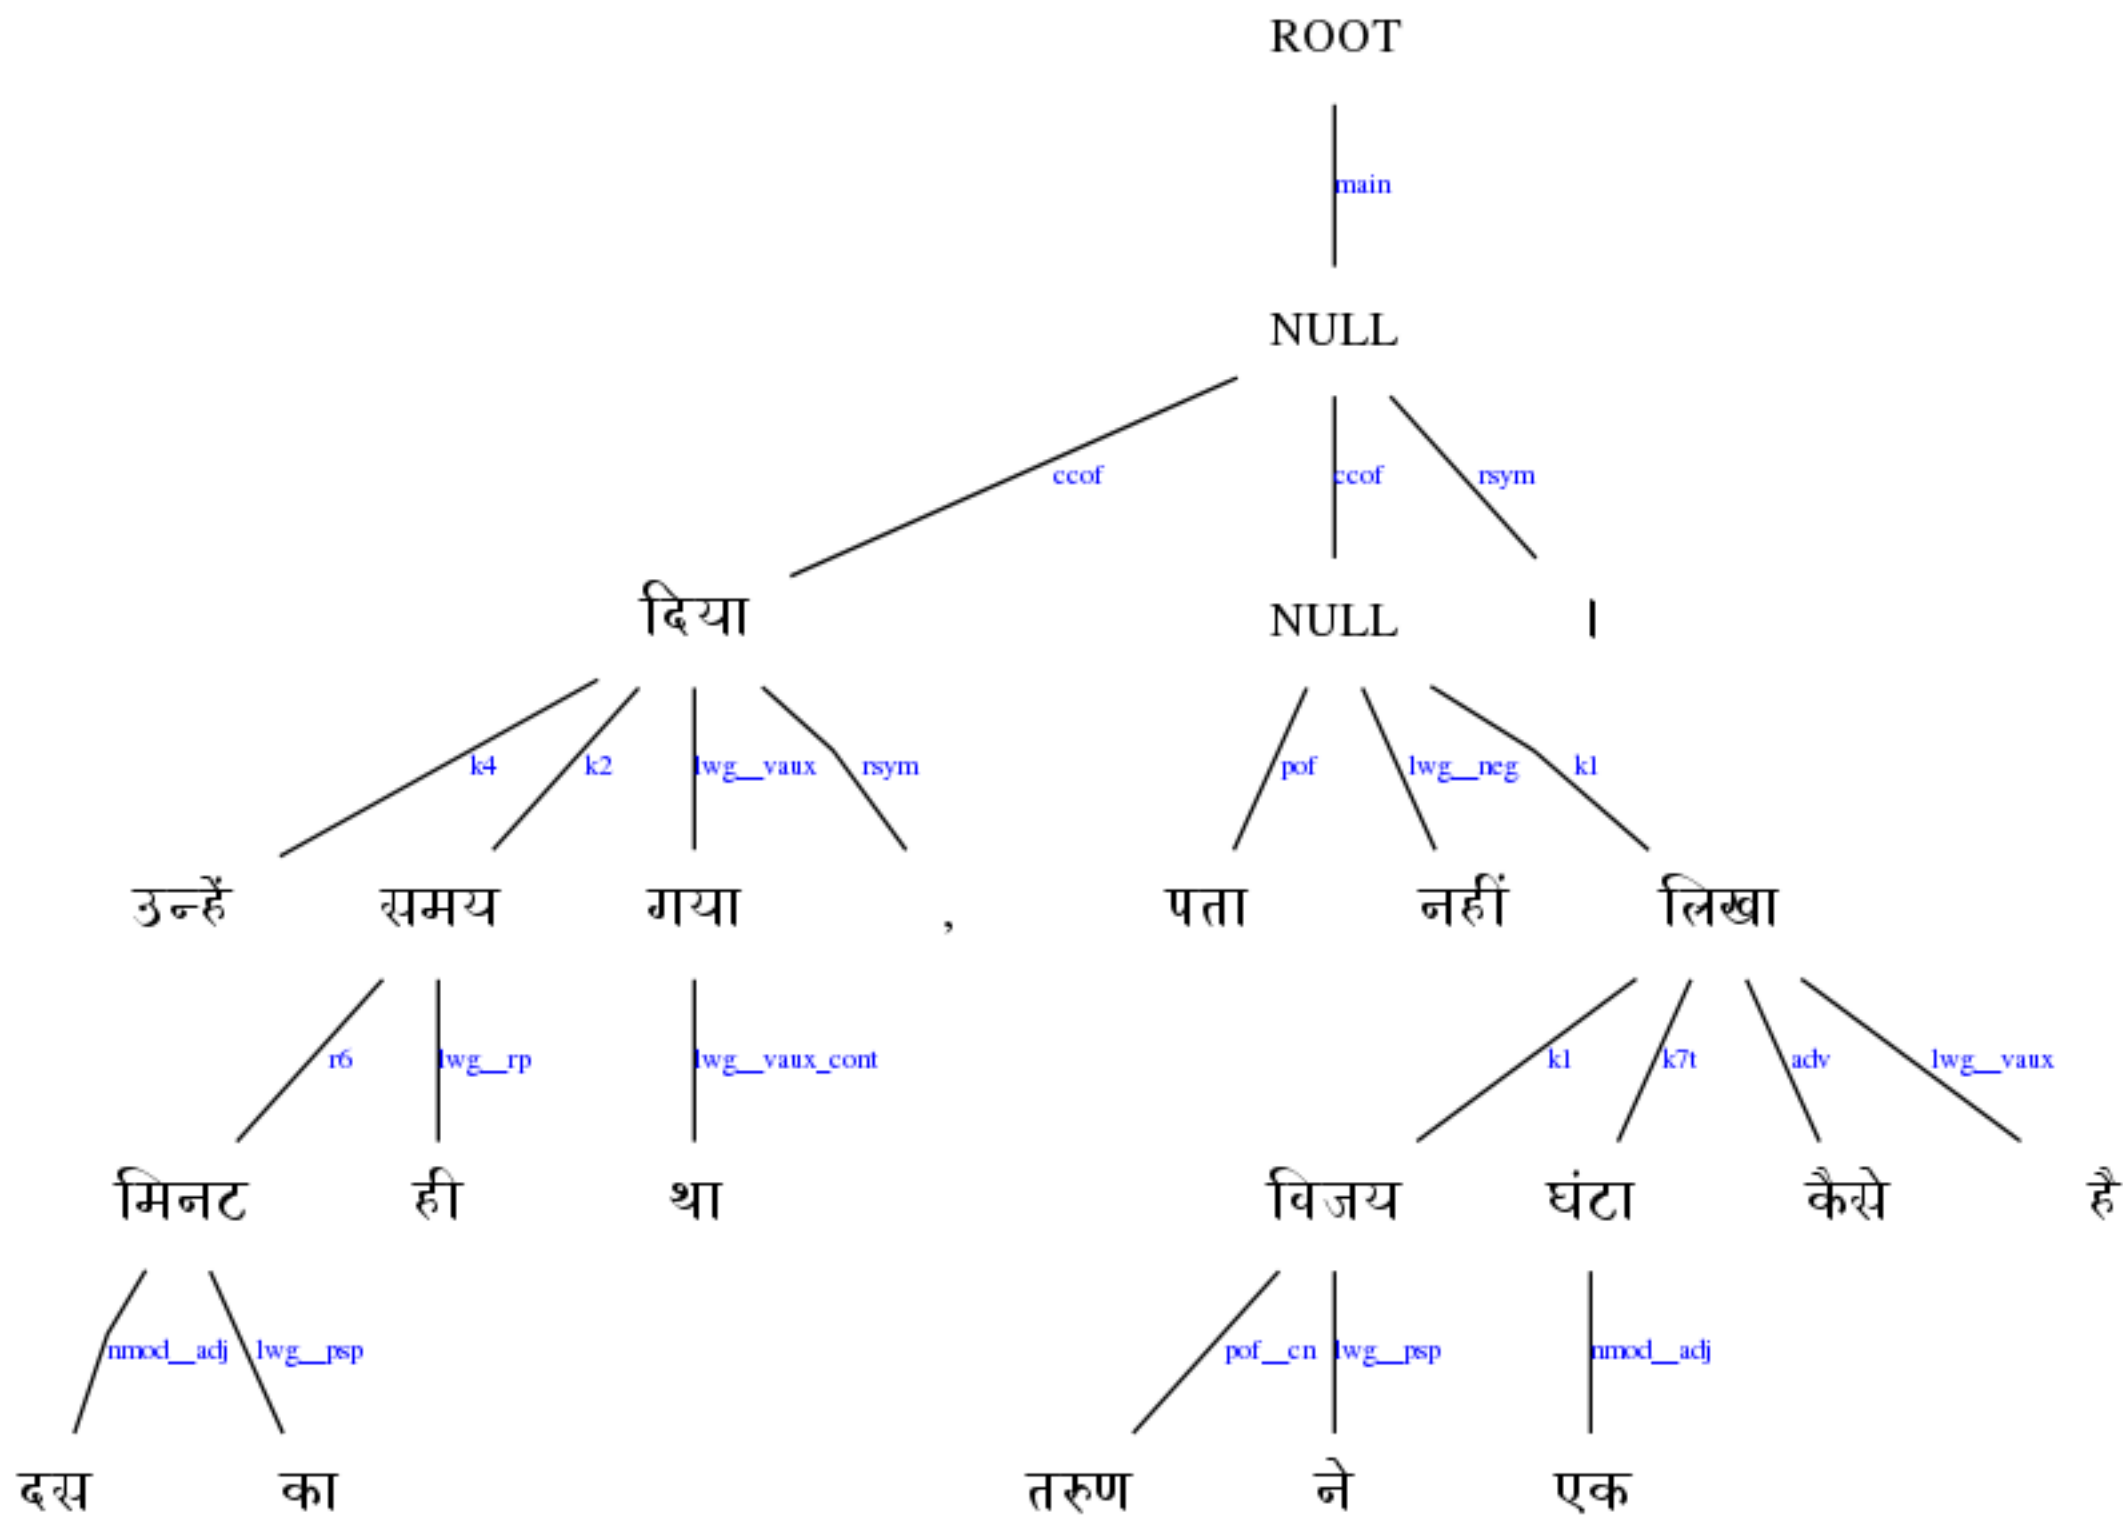 ROOT
main
NULL
ccof ccof rsym
दिया NULL ।
k4 k2 lwg__vaux rsym pof lwg__neg k1
उन्हें समय गया , पता नहीं लिखा
r6 lwg__rp lwg__vaux_cont k1 k7t adv lwg__vaux
मिनट ही था विजय घंटा कैसे है
nmod__adj lwg__psp pof__cn lwg__psp nmod__adj
दस का तरुण ने एक